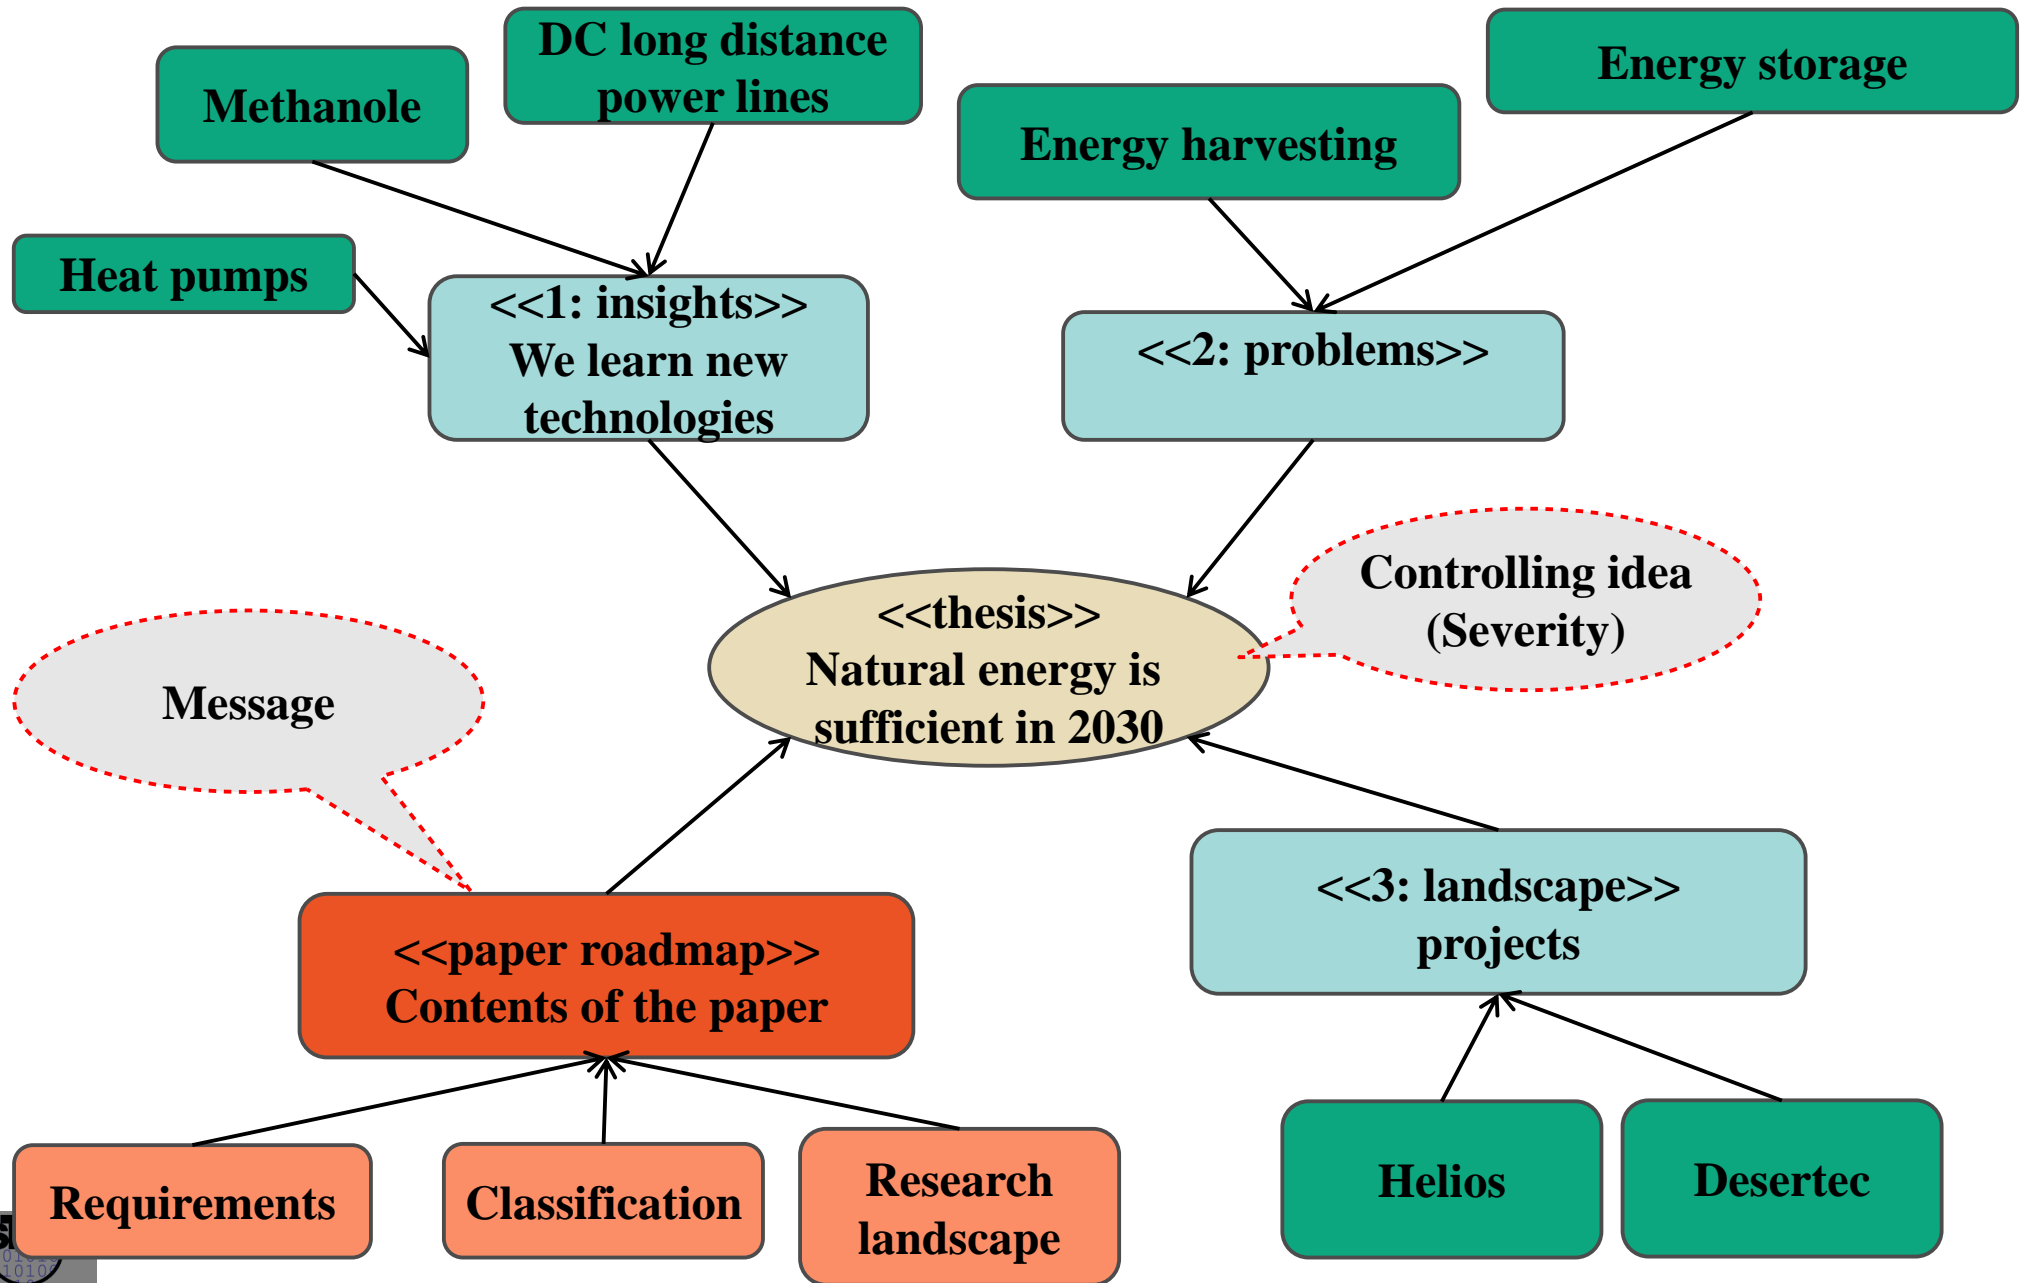 DC long distance
power lines
Energy storage
Methanole
Energy harvesting
Heat pumps
<<1: insights>>
We learn new
technologies
<<2: problems>>
Controlling idea
(Severity)
<<thesis>>
Natural energy is
sufficient in 2030
Message
<<3: landscape>>
projects
<<paper roadmap>>
Contents of the paper
Requirements
Classification
Research
landscape
Helios
Desertec